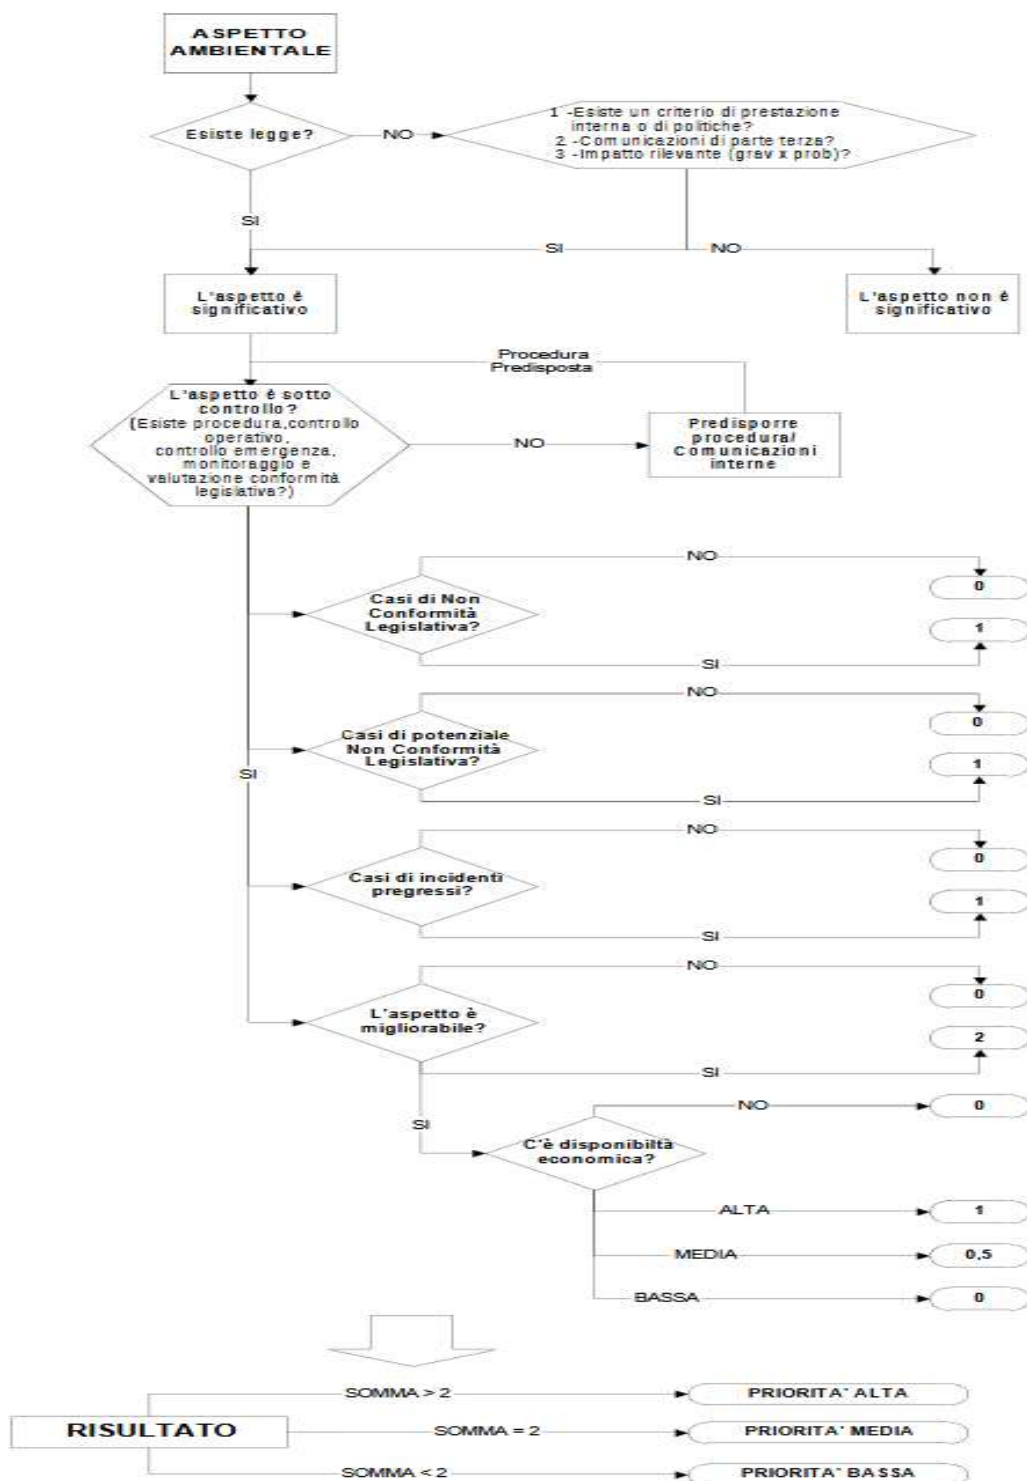 ASPETTO
AMBIENTALE
Esiste legge?
NO
1 -Esiste un criterio di prestazione
interna o di politiche?
2 -Comunicazioni di parte terza?
3 -Impatto rilevante (grav x prob)?
SI
SI
NO
L'aspetto è
significativo
L'aspetto non è
significativo
Procedura
Predisposta
L'aspetto è sotto
controllo?
(Esiste procedura,controllo
operativo,
controllo emergenza,
monitoraggio e
valutazione conformità
legislativa?)
NO
Predisporre
procedura/
Comunicazioni
interne
NO
Casi di Non
Conformità
Legislativa?
0
1
SI
NO
Casi di potenziale
Non Conformità
Legislativa?
0
1
SI
SI
NO
Casi di incidenti
pregressi?
0
1
SI
NO
L'aspetto è
migliorabile?
0
2
SI
SI
NO
0
C'è disponibiltà
economica?
ALTA
1
MEDIA
0,5
BASSA
0
RISULTATO
SOMMA > 2
PRIORITA' ALTA
SOMMA = 2
PRIORITA' MEDIA
SOMMA < 2
PRIORITA' BASSA